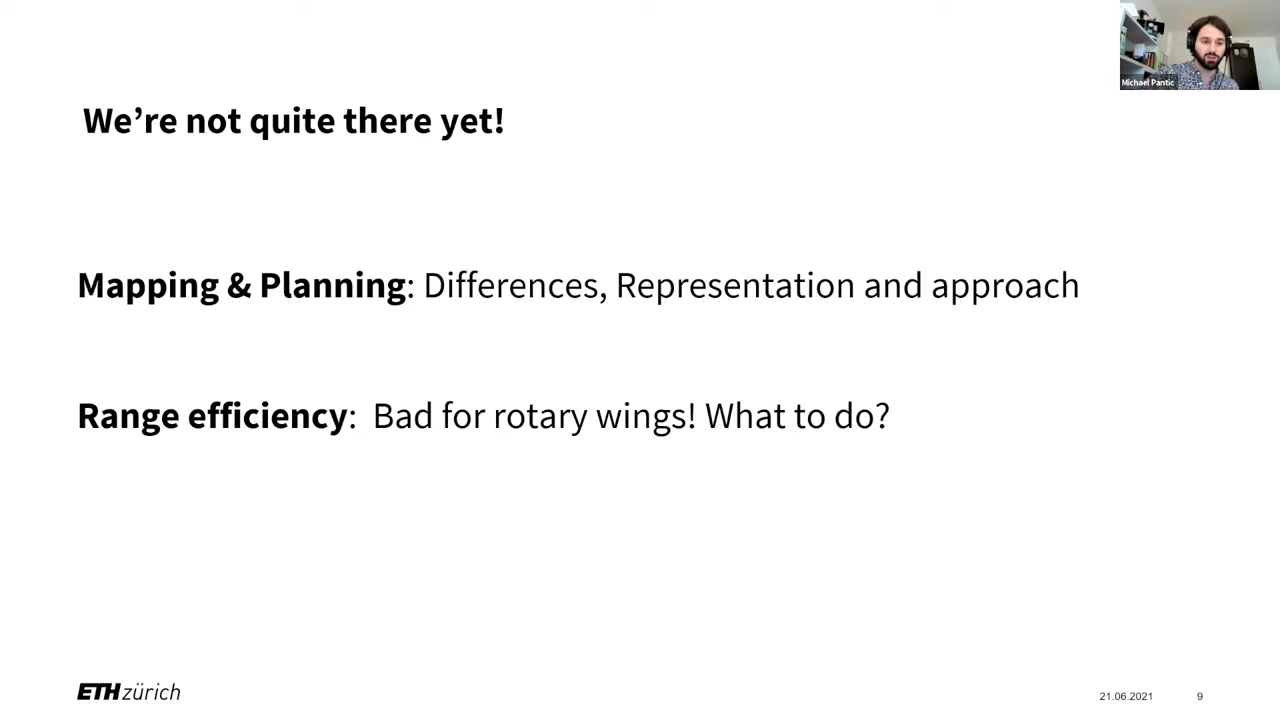 Michael Pantic
We're not quite there yet!
Mapping & Planning: Differences, Representation and approach
Range efficiency:  Bad for rotary wings! What to do?
ETH zürich
21.06.2021
9